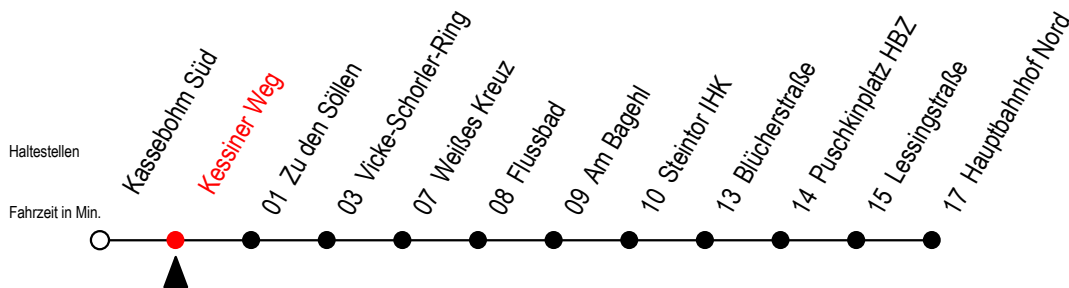 Haltestellen
Fahrzeit in Min.
Kassebohm Süd
Kessiner Weg
01 Zu den Söllen
03 Vicke-Schorler-Ring
07 Weißes Kreuz
08 Flussbad
09 Am Bagehl
10 Steintor IHK
13 Blücherstraße
14 Puschkinplatz HBZ
15 Lessingstraße
17 Hauptbahnhof Nord